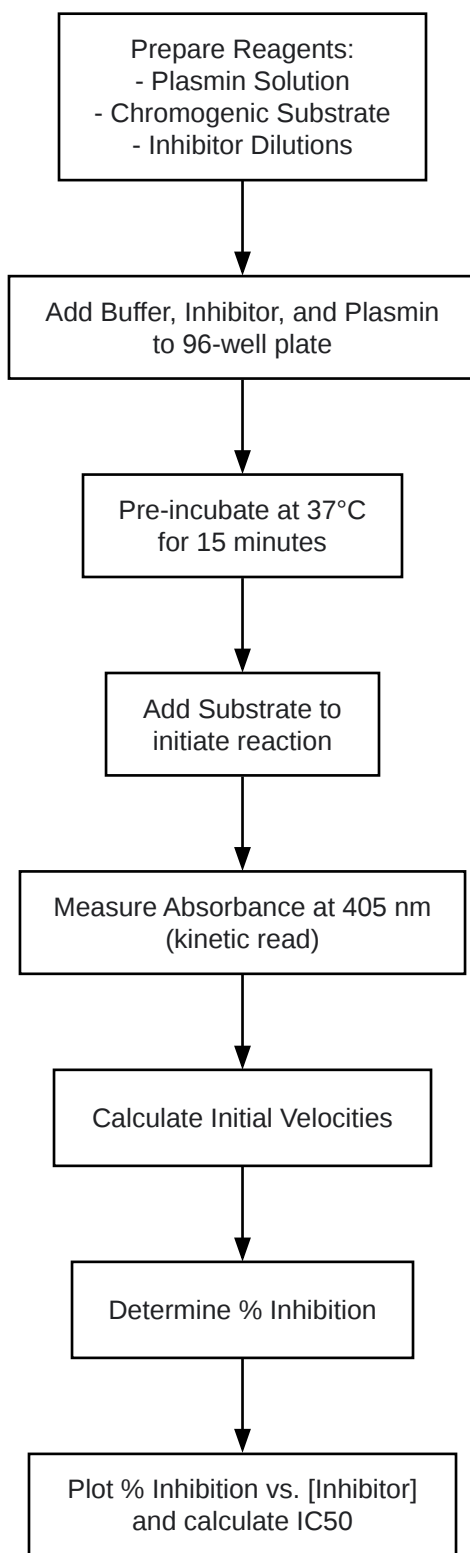 Prepare Reagents:
- Plasmin Solution
- Chromogenic Substrate
- Inhibitor Dilutions
Add Buffer, Inhibitor, and Plasmin
to 96-well plate
Pre-incubate at 37°C
for 15 minutes
Add Substrate to
initiate reaction
Measure Absorbance at 405 nm
(kinetic read)
Calculate Initial Velocities
Determine % Inhibition
Plot % Inhibition vs. [Inhibitor]
and calculate IC50